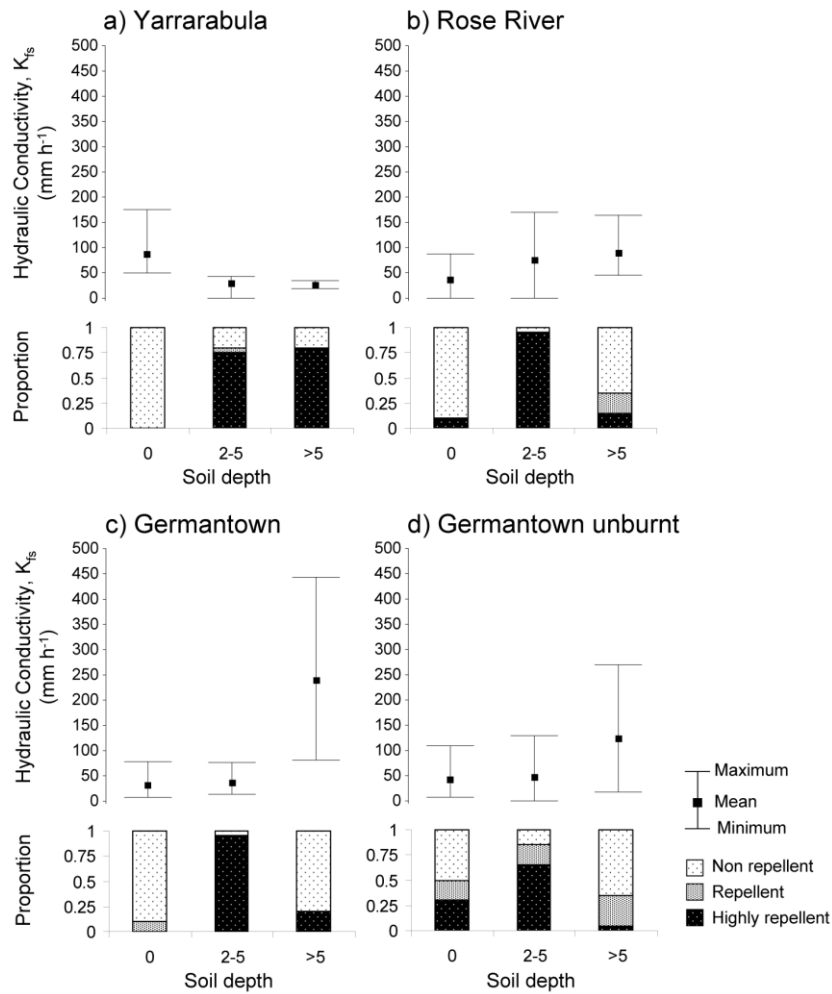 a) Yarrarabula
b) Rose River
Hydraulic Conductivity, Kfs
(mm h-1)
500
450
400
350
300
250
200
150
100
50
0
500
450
400
350
300
250
200
150
100
50
0
Proportion
1
0.75
0.5
0.25
0
1
0.75
0.5
0.25
0
0 2-5 >5
Soil depth
0 2-5 >5
Soil depth
c) Germantown
d) Germantown unburnt
Hydraulic Conductivity, Kfs
(mm h-1)
500
450
400
350
300
250
200
150
100
50
0
500
450
400
350
300
250
200
150
100
50
0
Proportion
1
0.75
0.5
0.25
0
1
0.75
0.5
0.25
0
0 2-5 >5
Soil depth
0 2-5 >5
Soil depth
Maximum
Mean
Minimum
Non repellent
Repellent
Highly repellent